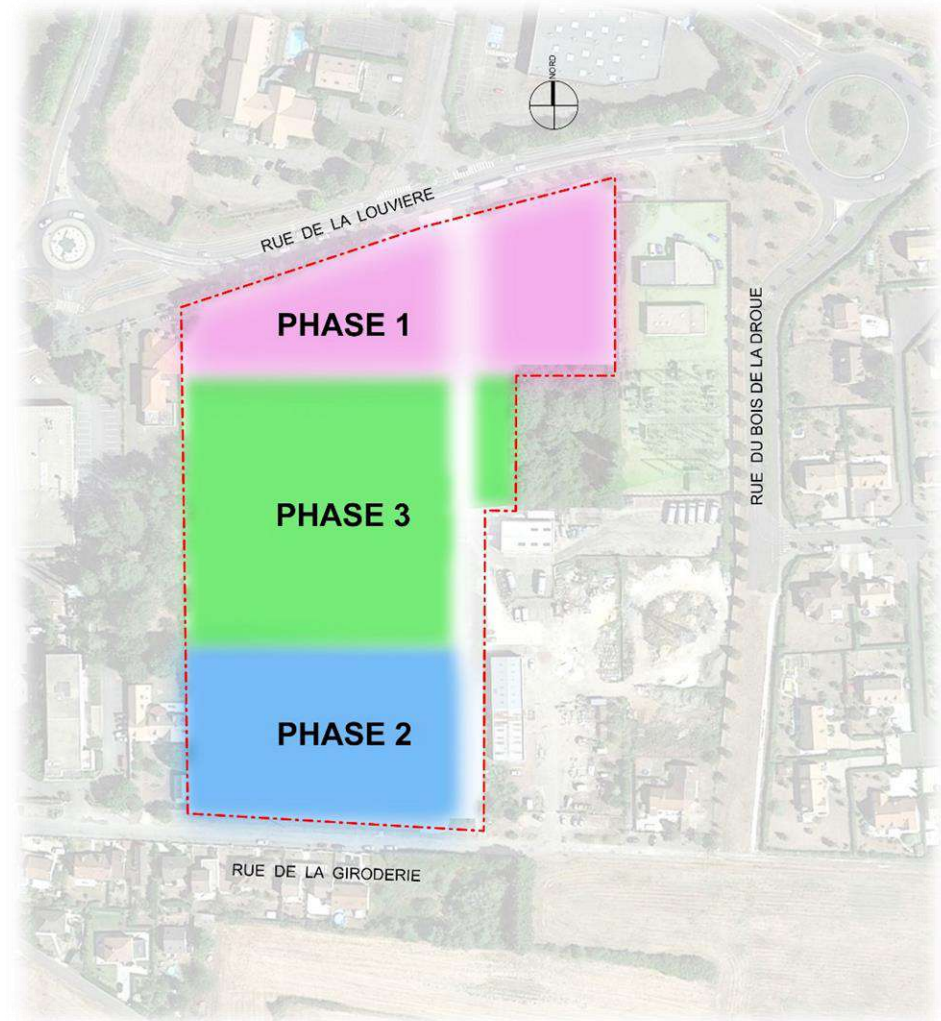 NORD
RUE DE LA LOUVIERE
PHASE 1
RUE DU BOIS DE LA DROUE
PHASE 3
PHASE 2
RUE DE LA GIRODERIE